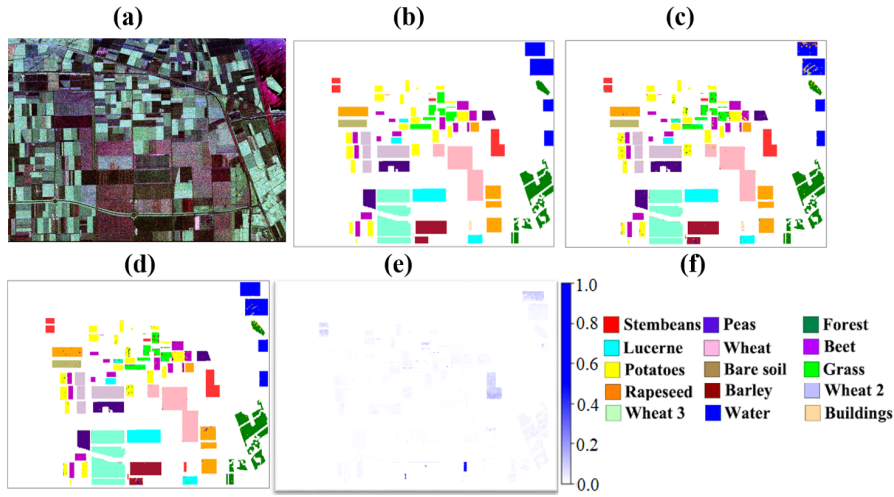 (a) (b) (c)
(d) (e) (f)
1.0
0.8
0.6
0.4
0.2
0.0
Stembeans Peas Forest
Lucerne Wheat Beet
Potatoes Bare soil Grass
Rapeseed Barley Wheat 2
Wheat 3 Water Buildings